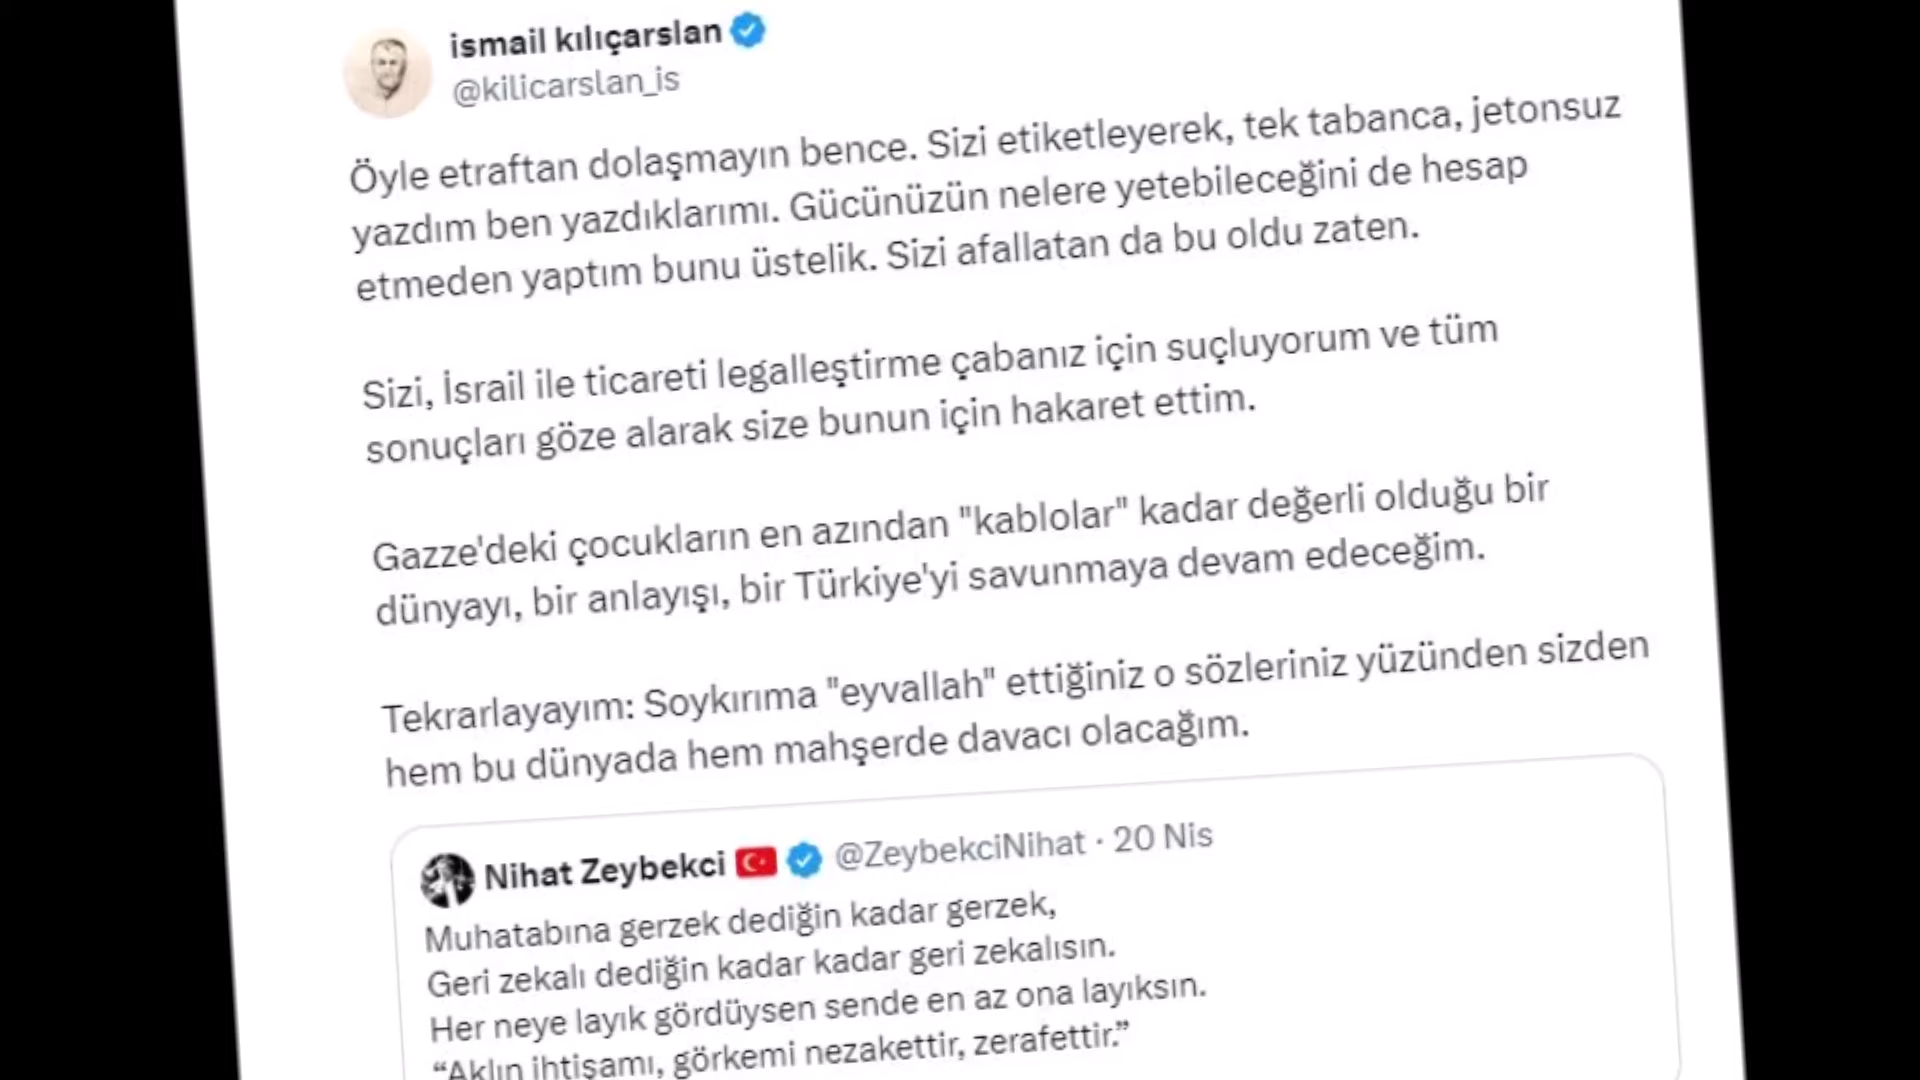 ismail kılıçarslan
@kilicarslan_is
Öyle etraftan dolaşmayın bence. Sizi etiketleyerek, tek tabanca, jetonsuz
yazdım ben yazdıklarımı. Gücünüzün nelere yetebileceğini de hesap
etmeden yaptım bunu üstelik. Sizi afallatan da bu oldu zaten.
Sizi, İsrail ile ticareti legalleştirme çabanız için suçluyorum ve tüm
sonuçları göze alarak size bunun için hakaret ettim.
Gazze'deki çocukların en azından "kablolar" kadar değerli olduğu bir
dünyayı, bir anlayışı, bir Türkiye'yi savunmaya devam edeceğim.
Tekrarlayayım: Soykırıma "eyvallah" ettiğiniz o sözleriniz yüzünden sizden
hem bu dünyada hem mahşerde davacı olacağım.
Nihat Zeybekci @ZeybekciNihat · 20 Nis
Muhatabına gerzek dediğin kadar gerzek,
Geri zekalı dediğin kadar kadar geri zekalısın.
Her neye layık gördüysen sende en az ona layıksın.
“Aklın ihtişamı, görkemi nezakettir, zerafettir.”